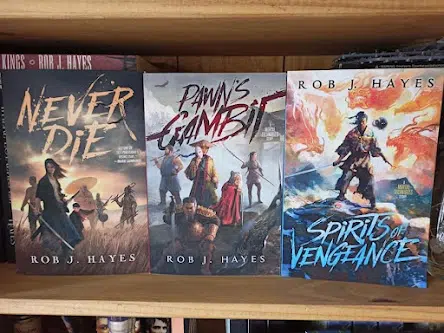 KINGS ROB J. HAYES
NEVER
DIE
ROB J. HAYES
PAWN'S
GAMBIT
ROB J. HAYES
ROB J. HAYES
SPIRITS OF
VENGEANCE